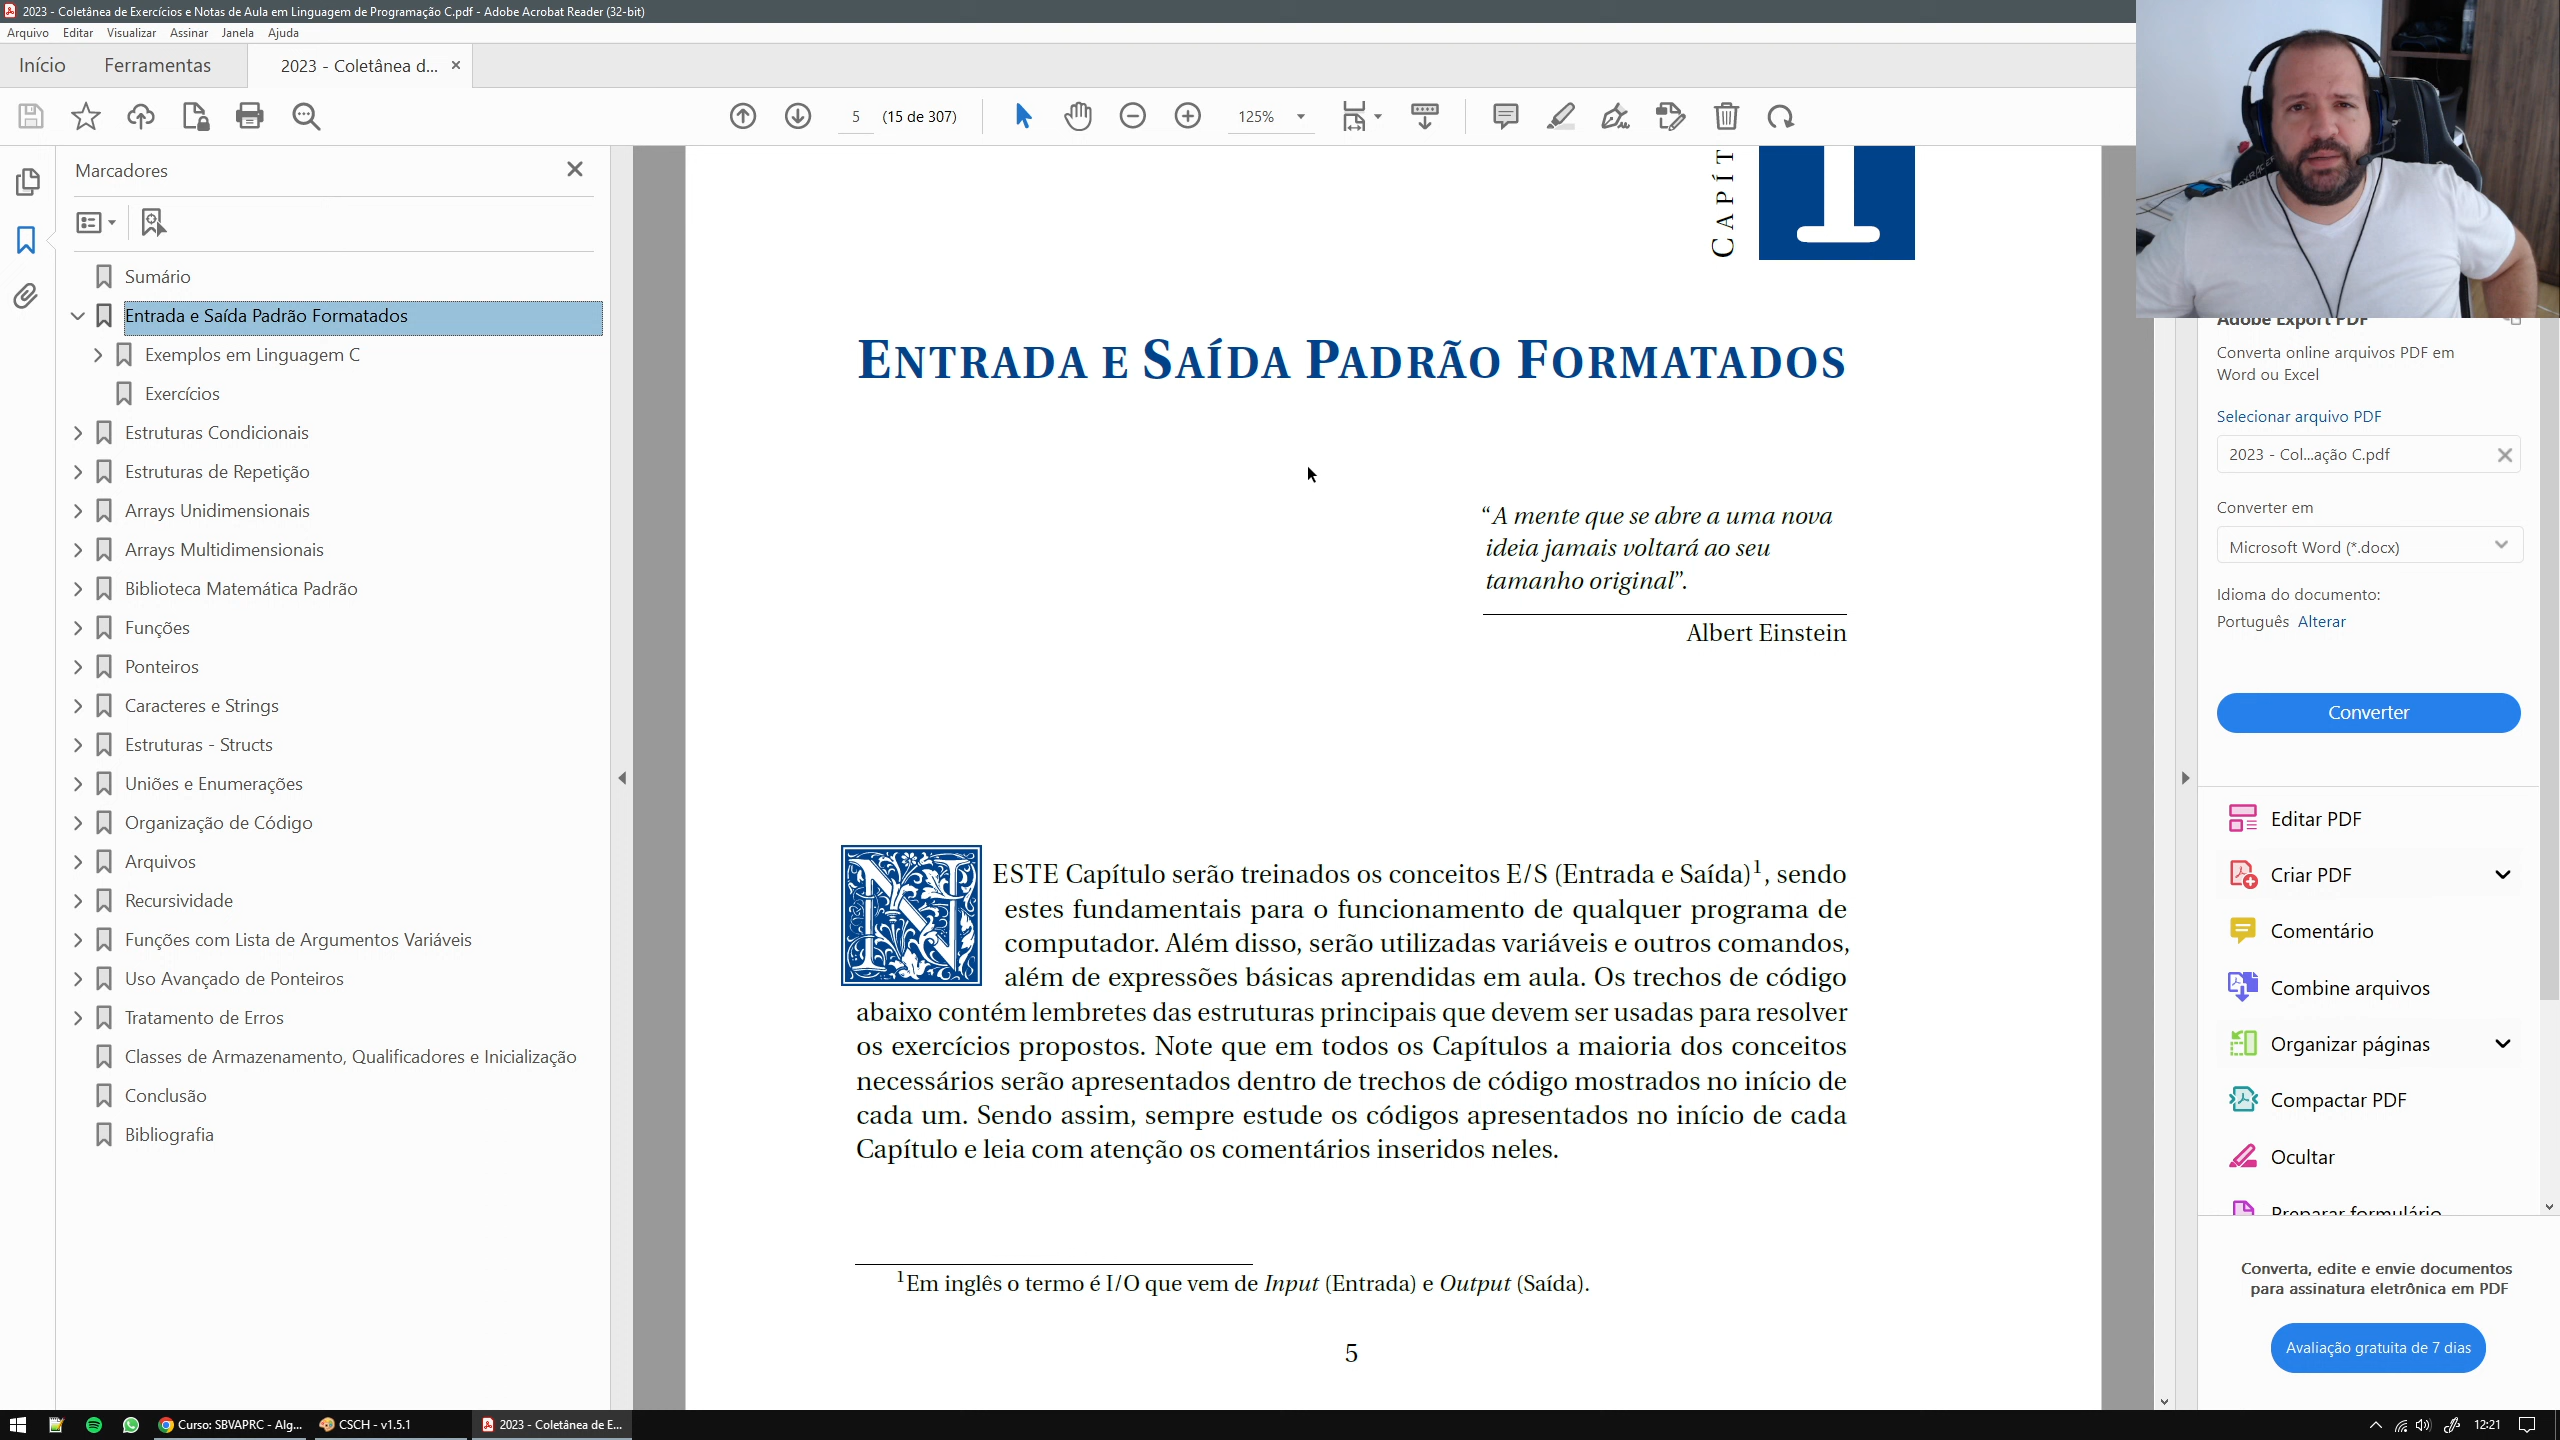 2023 - Coletânea de Exercícios e Notas de Aula em Linguagem de Programação C.pdf - Adobe Acrobat Reader (32-bit)
Arquivo Editar Visualizar Assinar Janela Ajuda
Início Ferramentas 2023 - Coletânea d...
5 (15 de 307) 125%
Marcadores
Sumário
Entrada e Saída Padrão Formatados
Exemplos em Linguagem C
Exercícios
Estruturas Condicionais
Estruturas de Repetição
Arrays Unidimensionais
Arrays Multidimensionais
Biblioteca Matemática Padrão
Funções
Ponteiros
Caracteres e Strings
Estruturas - Structs
Uniões e Enumerações
Organização de Código
Arquivos
Recursividade
Funções com Lista de Argumentos Variáveis
Uso Avançado de Ponteiros
Tratamento de Erros
Classes de Armazenamento, Qualificadores e Inicialização
Conclusão
Bibliografia
CAPÍT
1
ENTRADA E SAÍDA PADRÃO FORMATADOS
“A mente que se abre a uma nova
ideia jamais voltará ao seu
tamanho original”.
Albert Einstein
NESTE Capítulo serão treinados os conceitos E/S (Entrada e Saída)1, sendo
estes fundamentais para o funcionamento de qualquer programa de
computador. Além disso, serão utilizadas variáveis e outros comandos,
além de expressões básicas aprendidas em aula. Os trechos de código
abaixo contém lembretes das estruturas principais que devem ser usadas para resolver
os exercícios propostos. Note que em todos os Capítulos a maioria dos conceitos
necessários serão apresentados dentro de trechos de código mostrados no início de
cada um. Sendo assim, sempre estude os códigos apresentados no início de cada
Capítulo e leia com atenção os comentários inseridos neles.
1Em inglês o termo é I/O que vem de Input (Entrada) e Output (Saída).
5
Adobe Export PDF
Converta online arquivos PDF em
Word ou Excel
Selecionar arquivo PDF
2023 - Col...ação C.pdf
Converter em
Microsoft Word (*.docx)
Idioma do documento:
Português Alterar
Converter
Editar PDF
Criar PDF
Comentário
Combine arquivos
Organizar páginas
Compactar PDF
Ocultar
Preparar formulário
Converta, edite e envie documentos
para assinatura eletrônica em PDF
Avaliação gratuita de 7 dias
Curso: SBVAPRC - Alg... CSCH - v1.5.1 2023 - Coletânea de E... 12:21